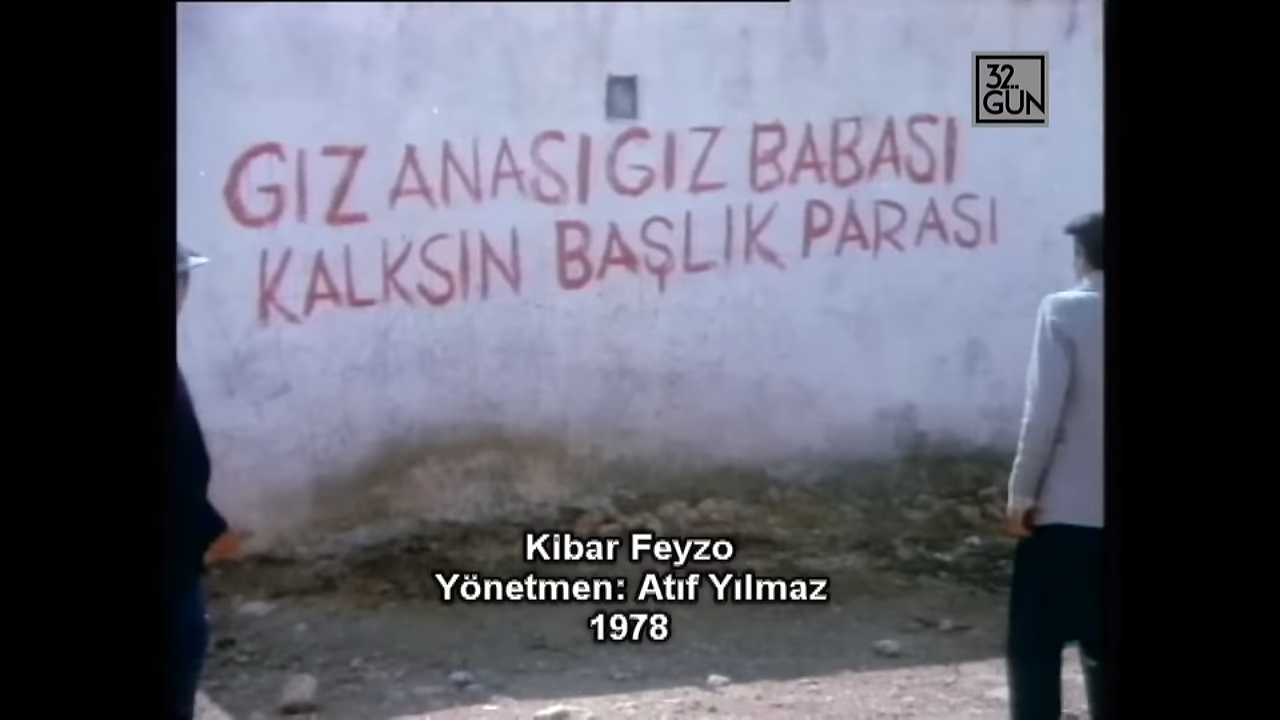 32.
GÜN
GIZ ANASI GIZ BABASI
KALKSIN BAŞLIK PARASI
Kibar Feyzo
Yönetmen: Atıf Yılmaz
1978